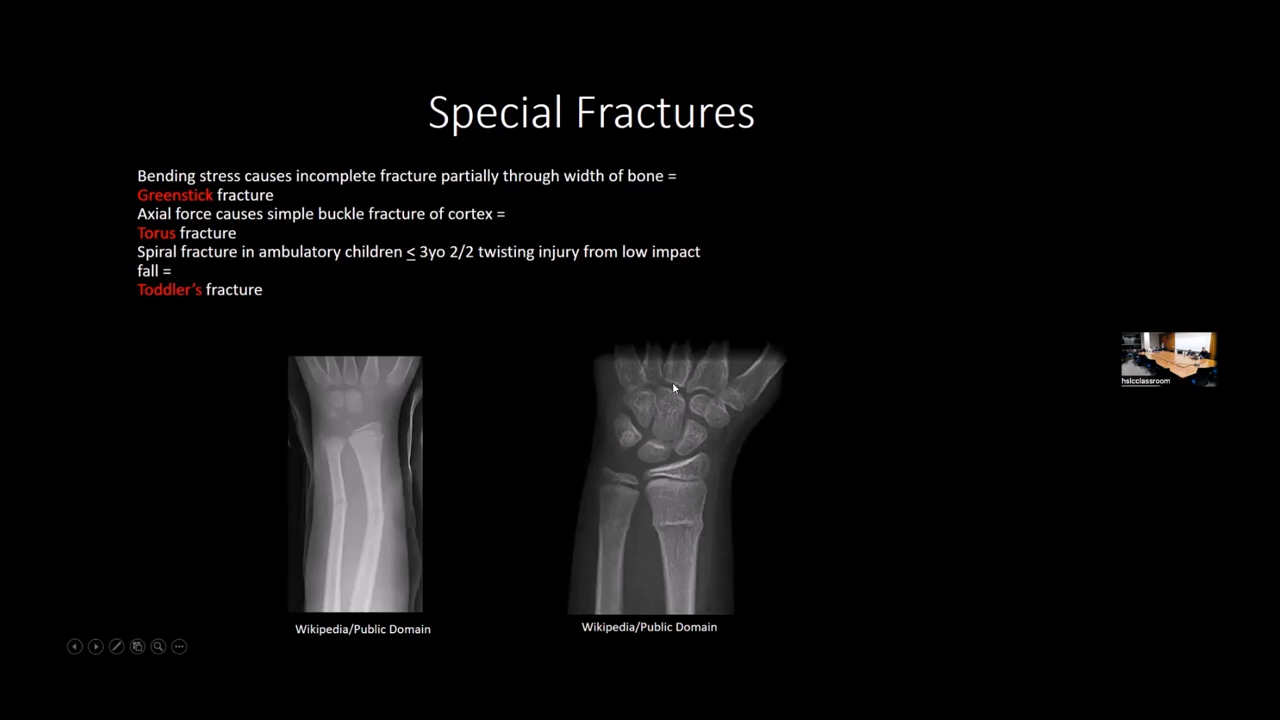 Special Fractures
Bending stress causes incomplete fracture partially through width of bone =
Greenstick fracture
Axial force causes simple buckle fracture of cortex =
Torus fracture
Spiral fracture in ambulatory children ≤ 3yo 2/2 twisting injury from low impact
fall =
Toddler's fracture
hslcclassroom
Wikipedia/Public Domain
Wikipedia/Public Domain